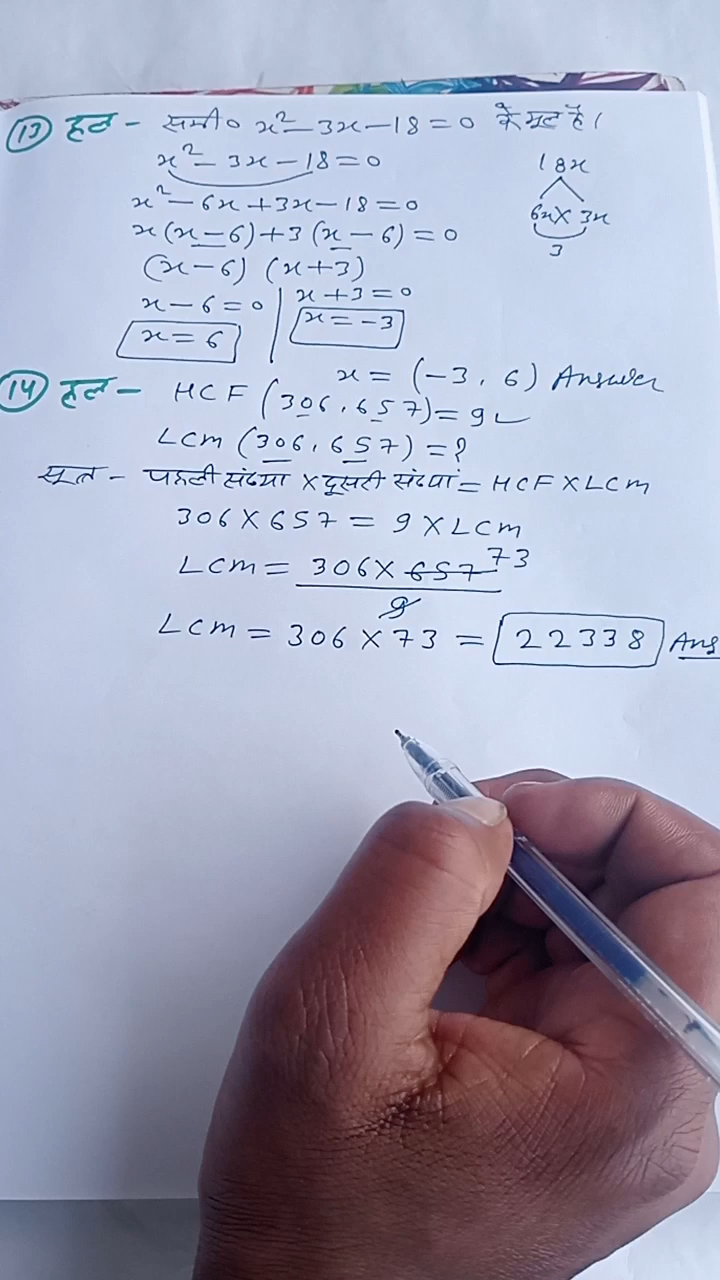 13 हल - समी० x² - 3x - 18 = 0 के मूल है।
x² - 3x - 18 = 0
18x
x² - 6x + 3x - 18 = 0
6x X 3x
x (x - 6) + 3 (x - 6) = 0
3
(x - 6) (x + 3)
x - 6 = 0 | x + 3 = 0
x = 6 | x = -3
x = (-3, 6) Answer
14 हल - HCF (306, 657) = 9
LCM (306, 657) = ?
सूत्र - पहली संख्या X दूसरी संख्या = HCF X LCM
306 X 657 = 9 X LCM
LCM = 306 X 657 73
9
LCM = 306 X 73 = 22338 Ans